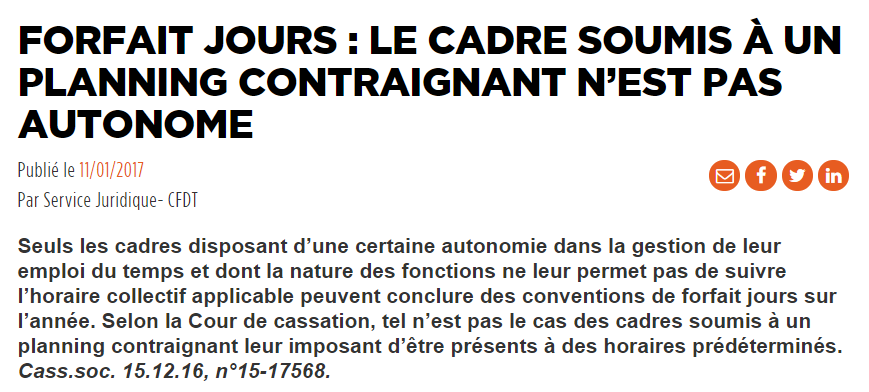 FORFAIT JOURS : LE CADRE SOUMIS À UN
PLANNING CONTRAIGNANT N’EST PAS
AUTONOME
Publié le 11/01/2017
Par Service Juridique- CFDT
Seuls les cadres disposant d’une certaine autonomie dans la gestion de leur
emploi du temps et dont la nature des fonctions ne leur permet pas de suivre
l’horaire collectif applicable peuvent conclure des conventions de forfait jours sur
l’année. Selon la Cour de cassation, tel n’est pas le cas des cadres soumis à un
planning contraignant leur imposant d’être présents à des horaires prédéterminés.
Cass.soc. 15.12.16, n°15-17568.